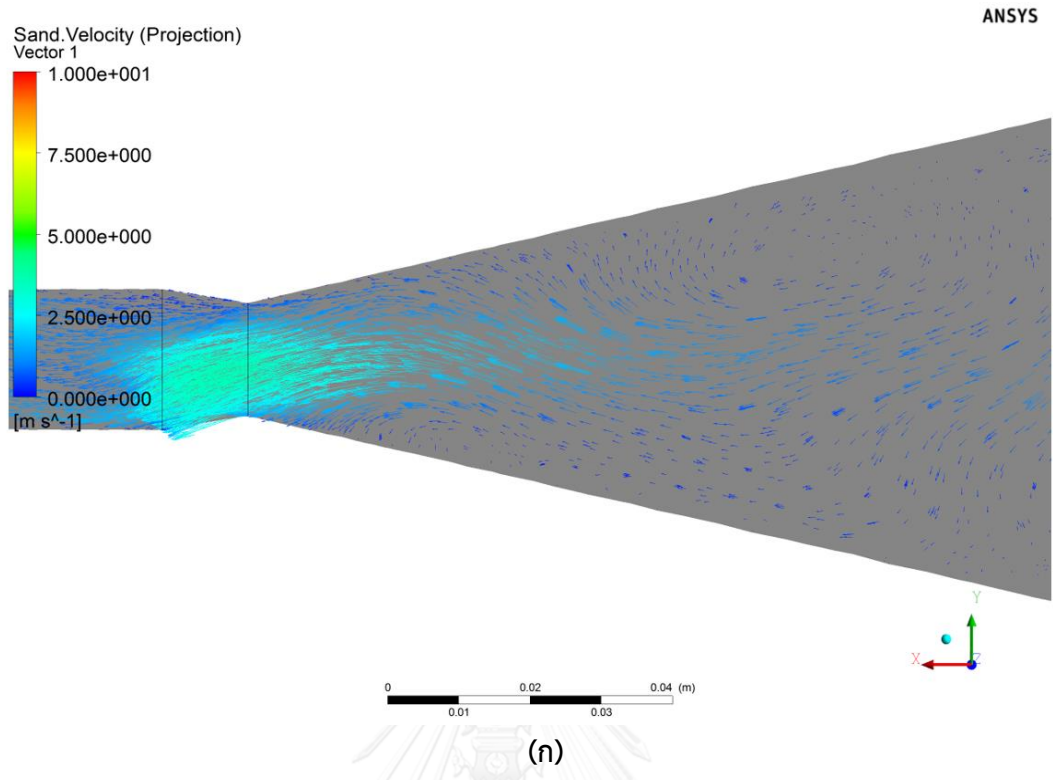 ANSYS
Sand.Velocity (Projection)
Vector 1
1.000e+001
7.500e+000
5.000e+000
2.500e+000
0.000e+000
[m s^-1]
Y
X Z
0 0.02 0.04 (m)
0.01 0.03
(ก)